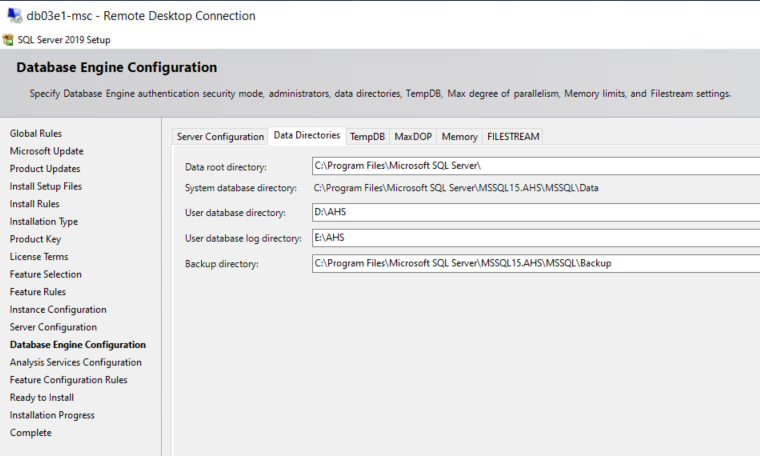 db03e1-msc - Remote Desktop Connection
SQL Server 2019 Setup
Database Engine Configuration
Specify Database Engine authentication security mode, administrators, data directories, TempDB, Max degree of parallelism, Memory limits, and Filestream settings.
Global Rules
Microsoft Update
Product Updates
Install Setup Files
Install Rules
Installation Type
Product Key
License Terms
Feature Selection
Feature Rules
Instance Configuration
Server Configuration
Database Engine Configuration
Analysis Services Configuration
Feature Configuration Rules
Ready to Install
Installation Progress
Complete
Server Configuration Data Directories TempDB MaxDOP Memory FILESTREAM
Data root directory: C:\Program Files\Microsoft SQL Server\
System database directory: C:\Program Files\Microsoft SQL Server\MSSQL15.AHS\MSSQL\Data
User database directory: D:\AHS
User database log directory: E:\AHS
Backup directory: C:\Program Files\Microsoft SQL Server\MSSQL15.AHS\MSSQL\Backup